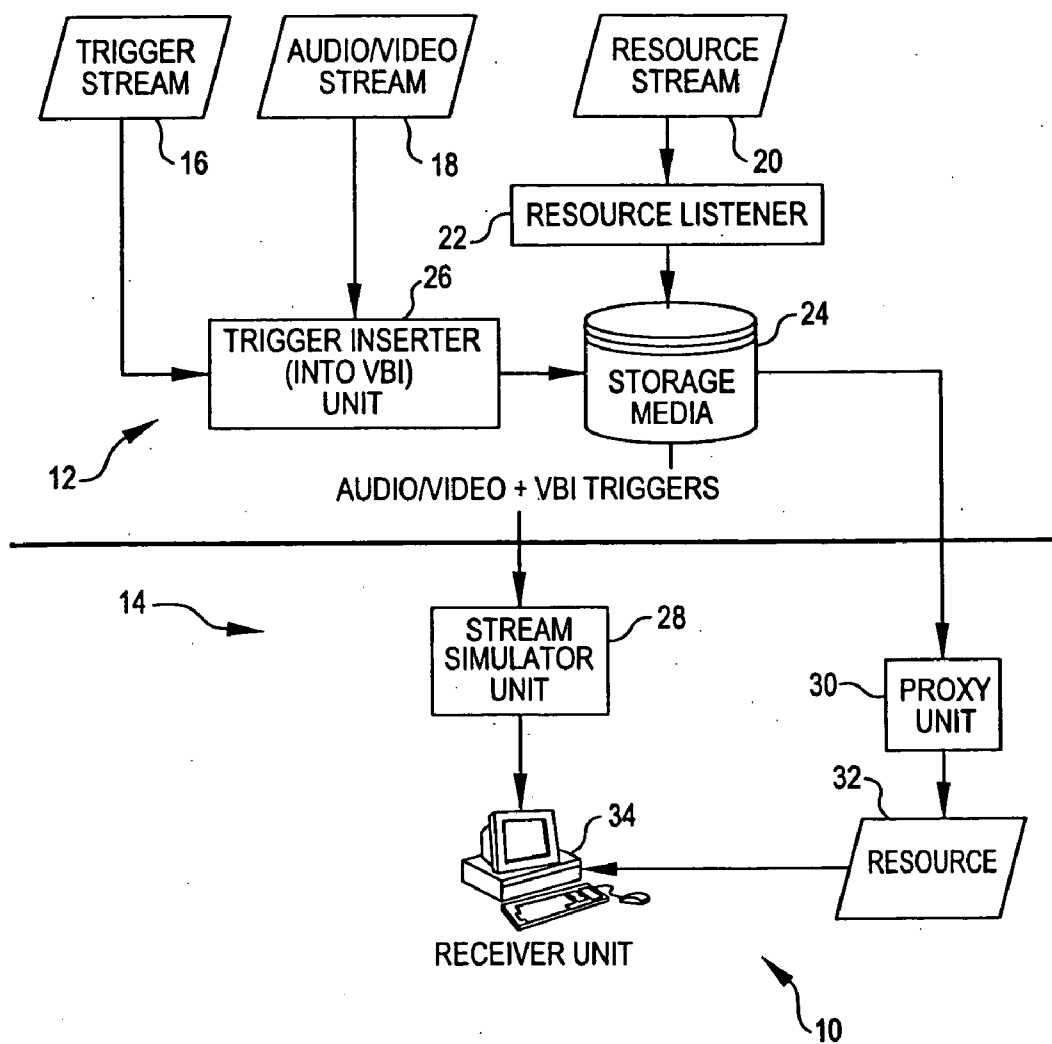 TRIGGER
STREAM
16
AUDIO/VIDEO
STREAM
18
RESOURCE
STREAM
20
RESOURCE LISTENER
22
26
TRIGGER INSERTER
(INTO VBI)
UNIT
24
STORAGE
MEDIA
12
AUDIO/VIDEO + VBI TRIGGERS
14
STREAM
SIMULATOR
UNIT
28
30
PROXY
UNIT
32
RESOURCE
34
RECEIVER UNIT
10